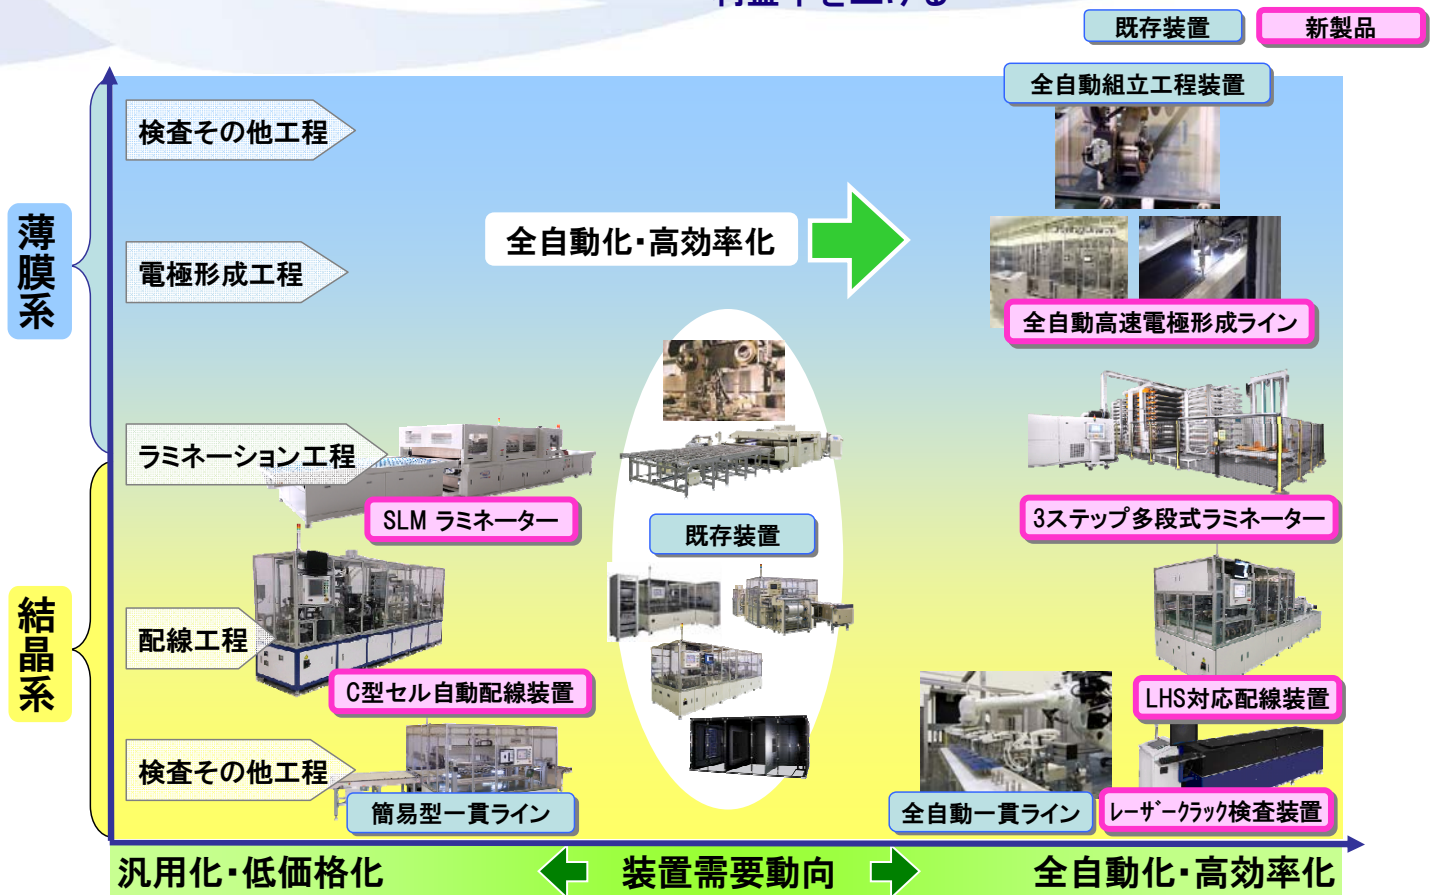 既存装置
新製品
全自動組立工程装置
検査その他工程
薄膜系
全自動化・高効率化
電極形成工程
全自動高速電極形成ライン
ラミネーション工程
SLM ラミネーター
既存装置
3ステップ多段式ラミネーター
結晶系
配線工程
C型セル自動配線装置
LHS対応配線装置
検査その他工程
簡易型一貫ライン
全自動一貫ライン
レーザークラック検査装置
汎用化・低価格化
装置需要動向
全自動化・高効率化